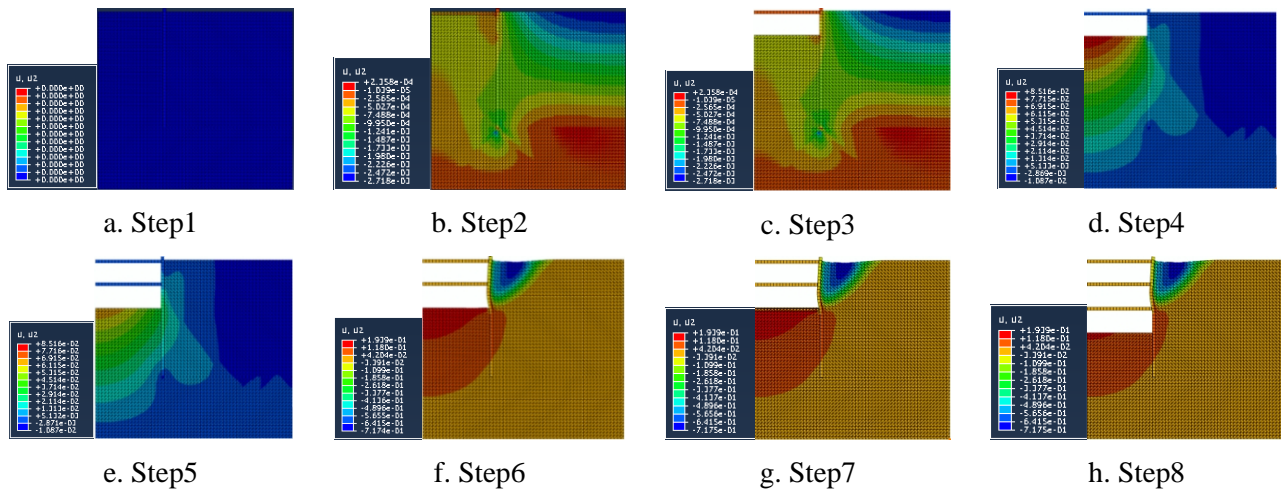 U, U2
+0.000e+00
+0.000e+00
+0.000e+00
+0.000e+00
+0.000e+00
+0.000e+00
+0.000e+00
+0.000e+00
+0.000e+00
+0.000e+00
+0.000e+00
+0.000e+00
+0.000e+00
a. Step1
U, U2
+2.358e-04
-1.039e-05
-2.565e-04
-5.027e-04
-7.488e-04
-9.950e-04
-1.241e-03
-1.487e-03
-1.733e-03
-1.980e-03
-2.226e-03
-2.472e-03
-2.718e-03
b. Step2
U, U2
+2.358e-04
-1.039e-05
-2.565e-04
-5.027e-04
-7.488e-04
-9.950e-04
-1.241e-03
-1.487e-03
-1.733e-03
-1.980e-03
-2.226e-03
-2.472e-03
-2.718e-03
c. Step3
U, U2
+8.516e-02
+7.715e-02
+6.915e-02
+6.115e-02
+5.315e-02
+4.514e-02
+3.714e-02
+2.914e-02
+2.114e-02
+1.314e-02
+5.133e-03
-2.869e-03
-1.087e-02
d. Step4
U, U2
+8.516e-02
+7.716e-02
+6.915e-02
+6.115e-02
+5.315e-02
+4.514e-02
+3.714e-02
+2.914e-02
+2.114e-02
+1.313e-02
+5.132e-03
-2.871e-03
-1.087e-02
e. Step5
U, U2
+1.939e-01
+1.180e-01
+4.204e-02
-3.391e-02
-1.099e-01
-1.858e-01
-2.618e-01
-3.377e-01
-4.136e-01
-4.896e-01
-5.655e-01
-6.415e-01
-7.174e-01
f. Step6
U, U2
+1.939e-01
+1.180e-01
+4.204e-02
-3.391e-02
-1.099e-01
-1.858e-01
-2.618e-01
-3.377e-01
-4.137e-01
-4.896e-01
-5.656e-01
-6.415e-01
-7.175e-01
g. Step7
U, U2
+1.939e-01
+1.180e-01
+4.204e-02
-3.391e-02
-1.099e-01
-1.858e-01
-2.618e-01
-3.377e-01
-4.137e-01
-4.896e-01
-5.656e-01
-6.415e-01
-7.175e-01
h. Step8